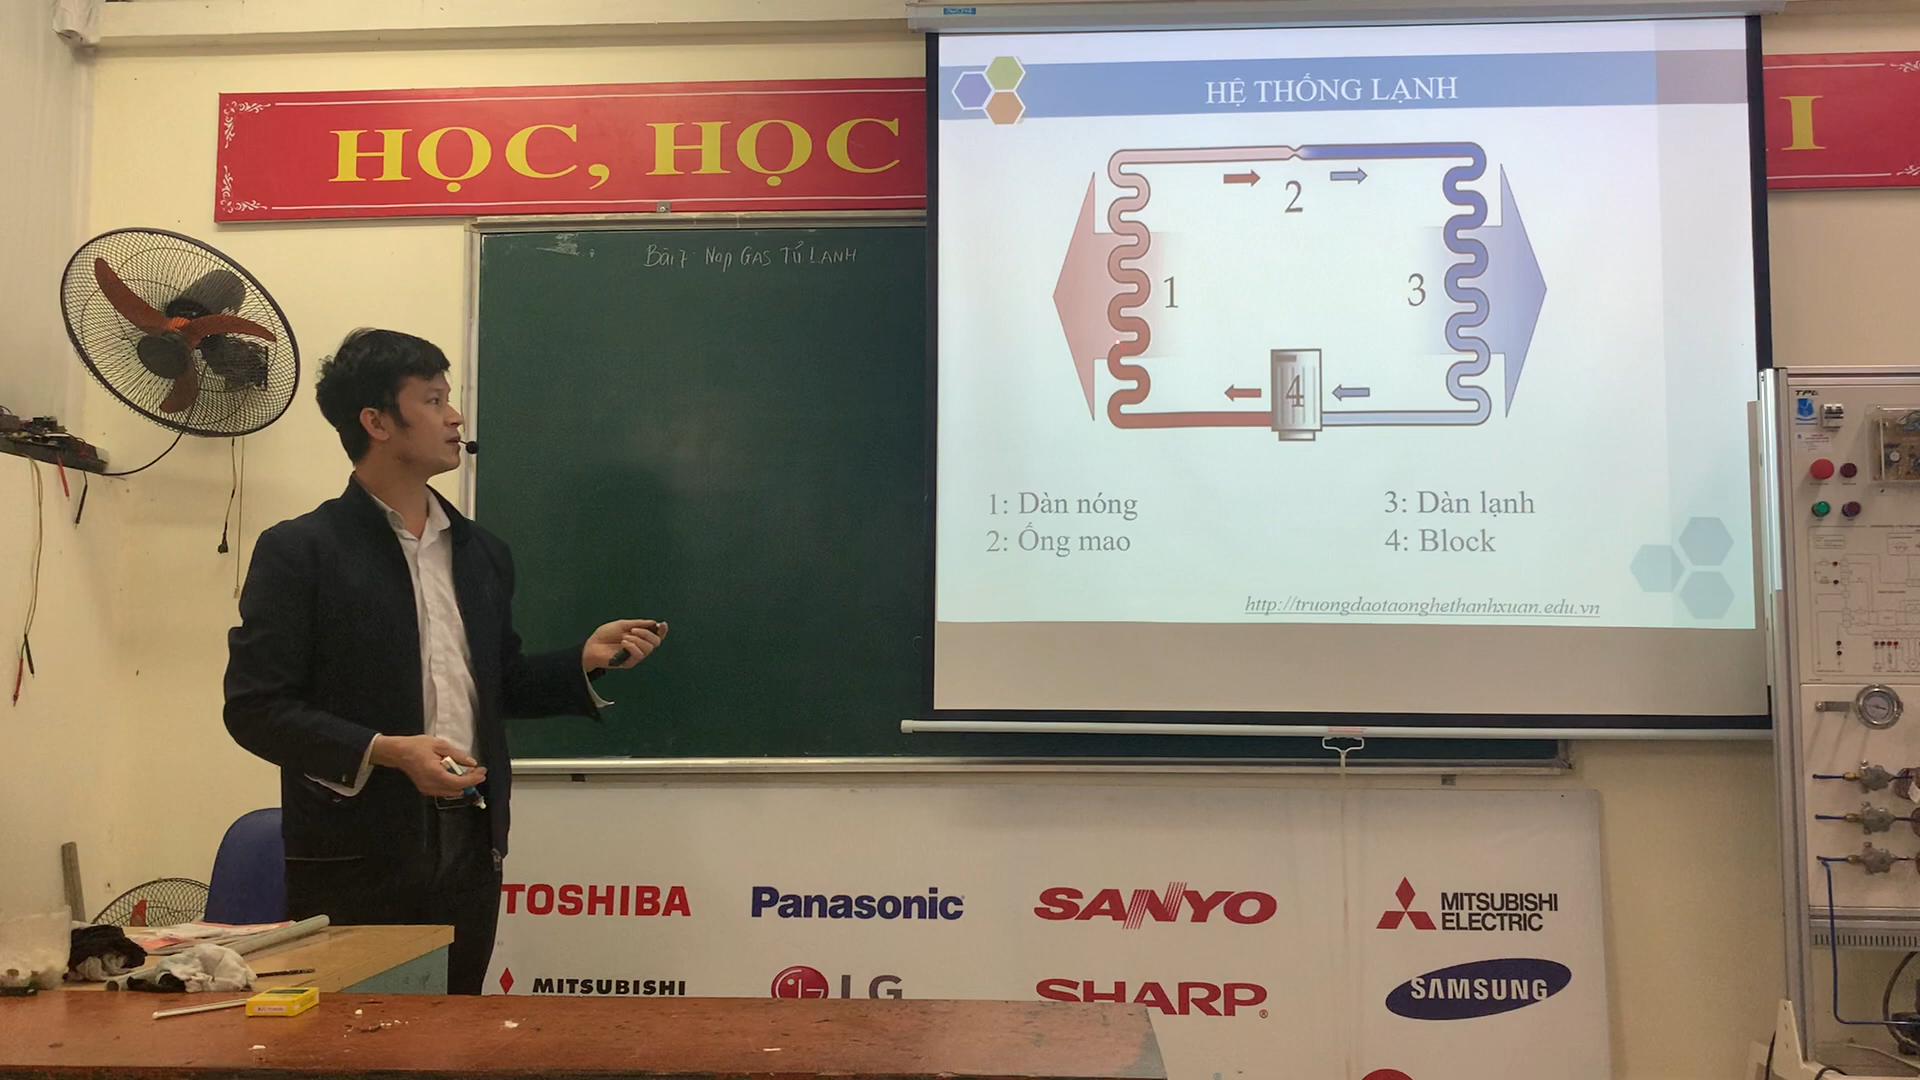 HỌC, HỌC
I
HỆ THỐNG LẠNH
Bài 7 Nạp GAS TỦ LẠNH
2
1
3
4
1: Dàn nóng
3: Dàn lạnh
2: Ống mao
4: Block
http://truongdaotaonghethanhxuan.edu.vn
TOSHIBA
Panasonic
SANYO
MITSUBISHI
ELECTRIC
MITSUBISHI
LG
SHARP®
SAMSUNG